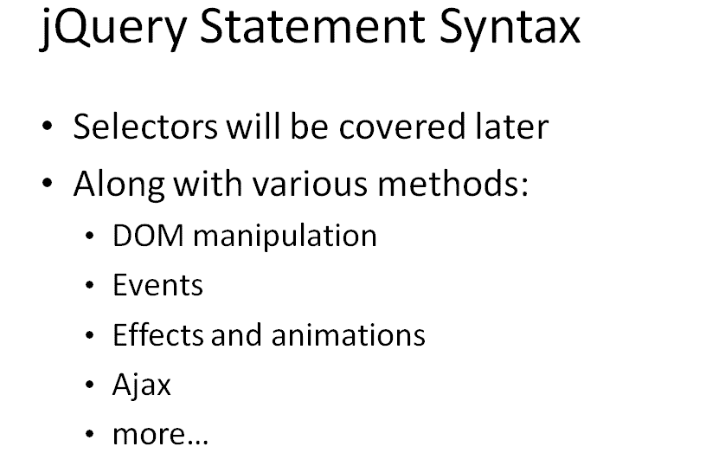 jQuery Statement Syntax
• Selectors will be covered later
• Along with various methods:
• DOM manipulation
• Events
• Effects and animations
• Ajax
• more...